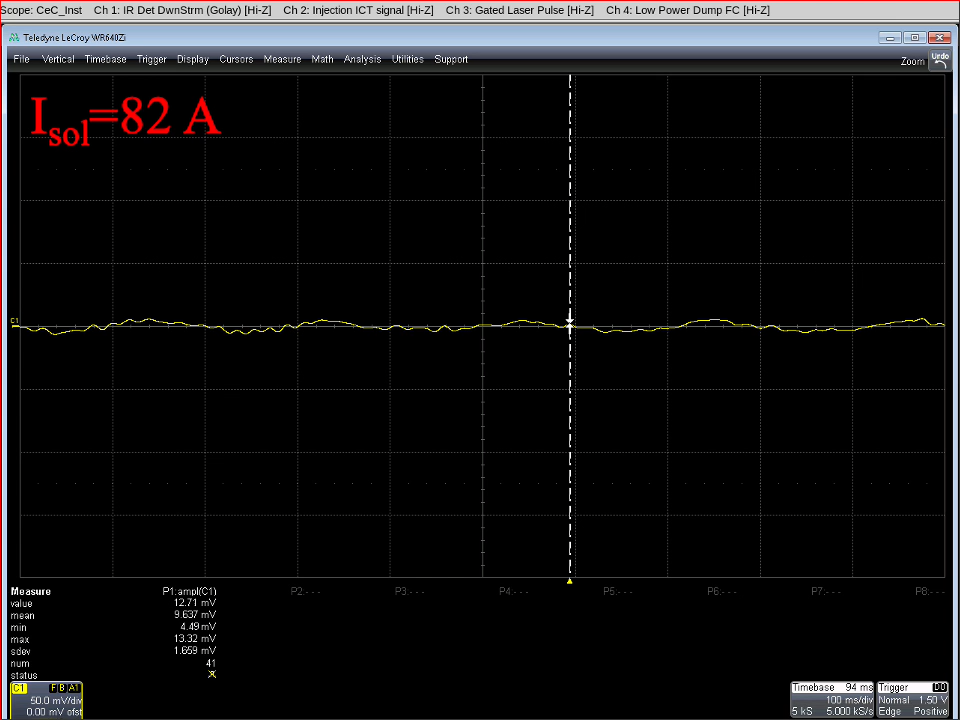 Scope: CeC_Inst Ch 1: IR Det DwnStrm (Golay) [Hi-Z] Ch 2: Injection ICT signal [Hi-Z] Ch 3: Gated Laser Pulse [Hi-Z] Ch 4: Low Power Dump FC [Hi-Z]
Teledyne LeCroy WR640Zi
File Vertical Timebase Trigger Display Cursors Measure Math Analysis Utilities Support
Zoom Undo
I_sol=82 A
C1
Measure P1:ampl(C1) P2:--- P3:--- P4:--- P5:--- P6:--- P7:--- P8:---
value 12.71 mV
mean 9.637 mV
min 4.49 mV
max 13.32 mV
sdev 1.659 mV
num 41
status
C1 F B A1
50.0 mV/div
0.00 mV ofst
Timebase 94 ms
100 ms/div
5 kS 5.000 kS/s
Trigger
Normal 1.50 V
Edge Positive